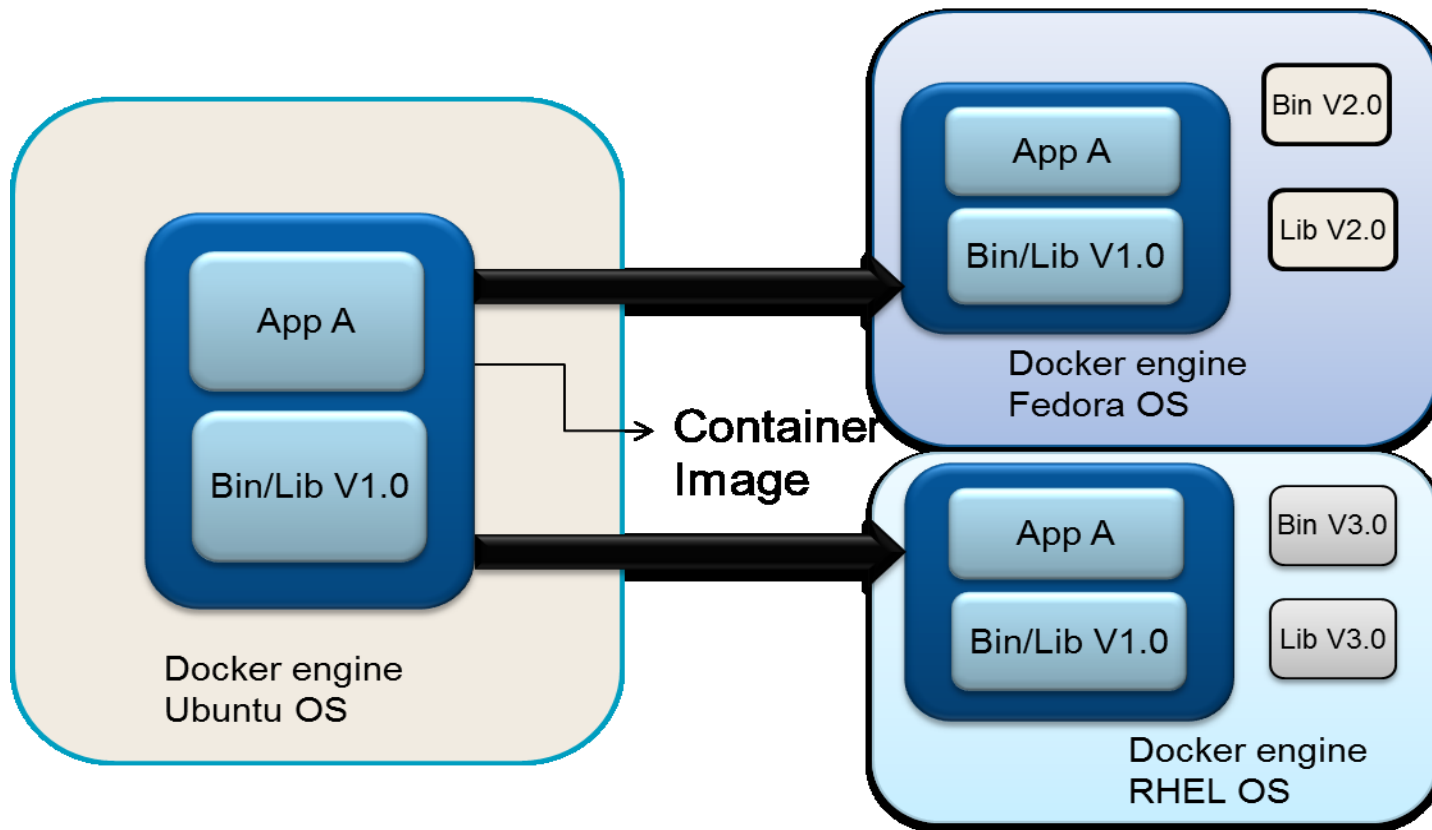 App A
Bin/Lib V1.0
Docker engine
Ubuntu OS
Container
Image
App A
Bin/Lib V1.0
Bin V2.0
Lib V2.0
Docker engine
Fedora OS
App A
Bin/Lib V1.0
Bin V3.0
Lib V3.0
Docker engine
RHEL OS